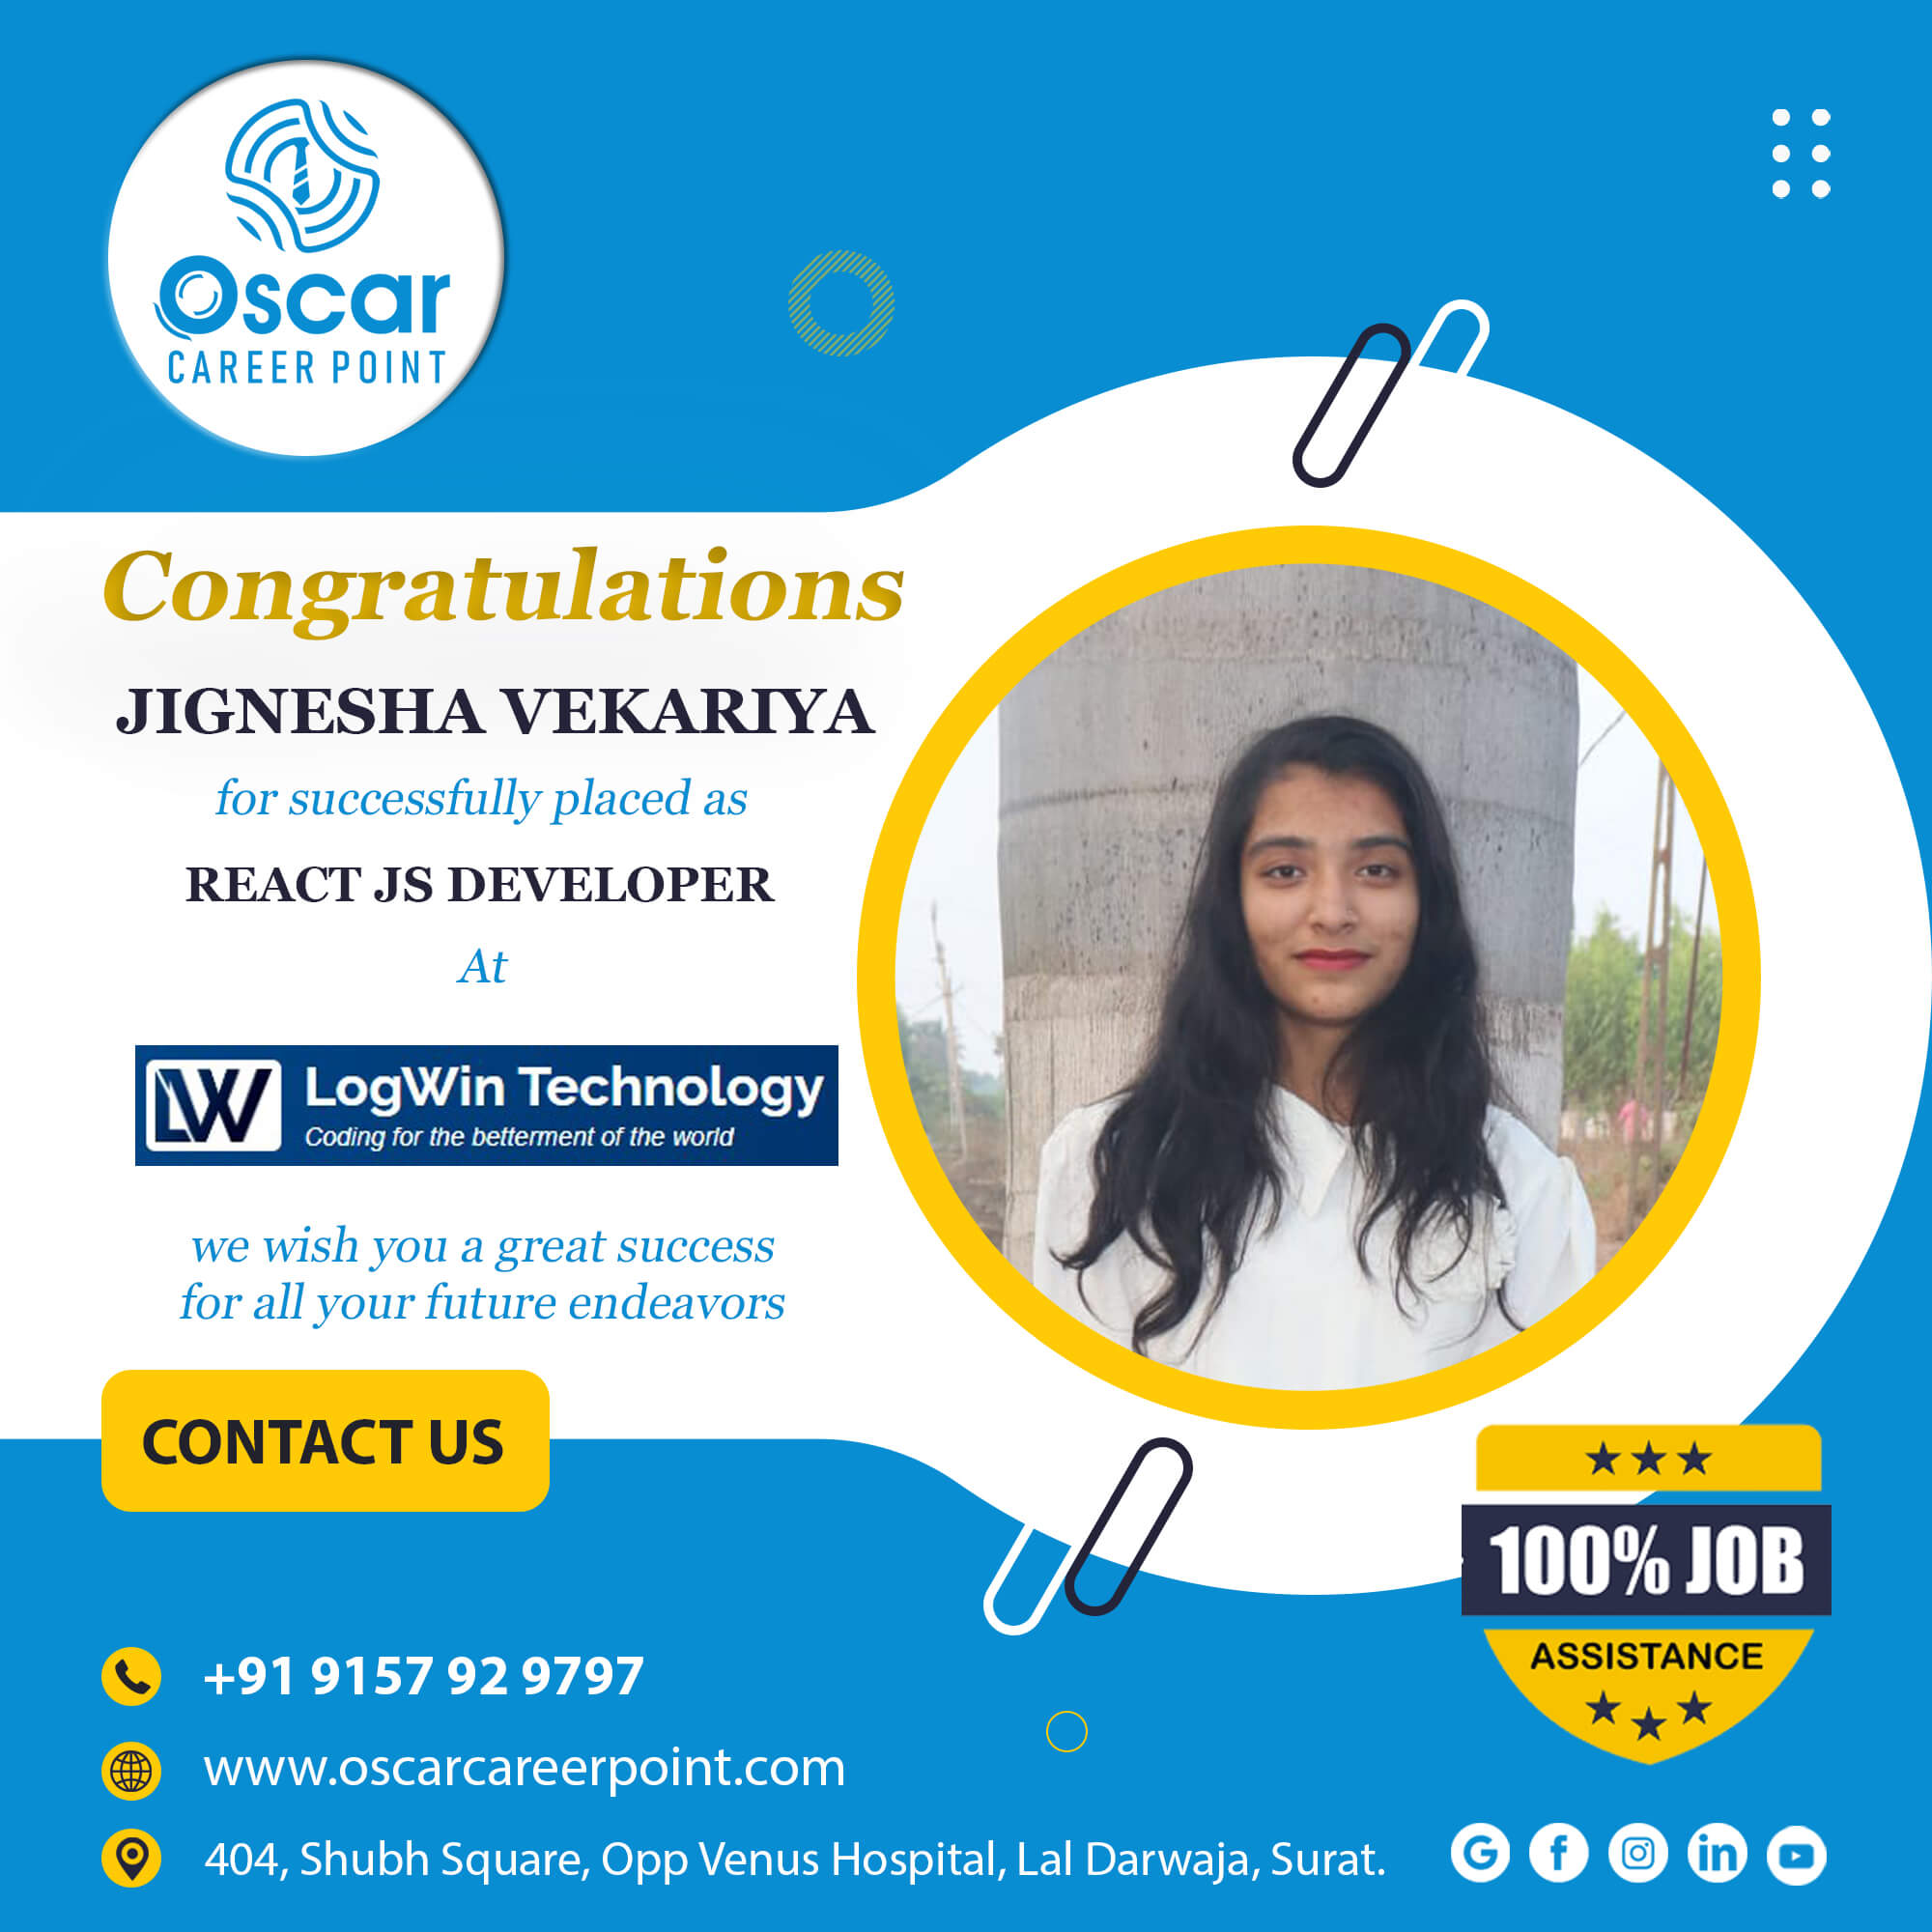 Oscar
CAREER POINT
Congratulations
JIGNESHA VEKARIYA
for successfully placed as
REACT JS DEVELOPER
At
LW LogWin Technology
Coding for the betterment of the world
we wish you a great success
for all your future endeavors
CONTACT US
100% JOB
ASSISTANCE
+91 9157 92 9797
www.oscarcareerpoint.com
404, Shubh Square, Opp Venus Hospital, Lal Darwaja, Surat.
G f in